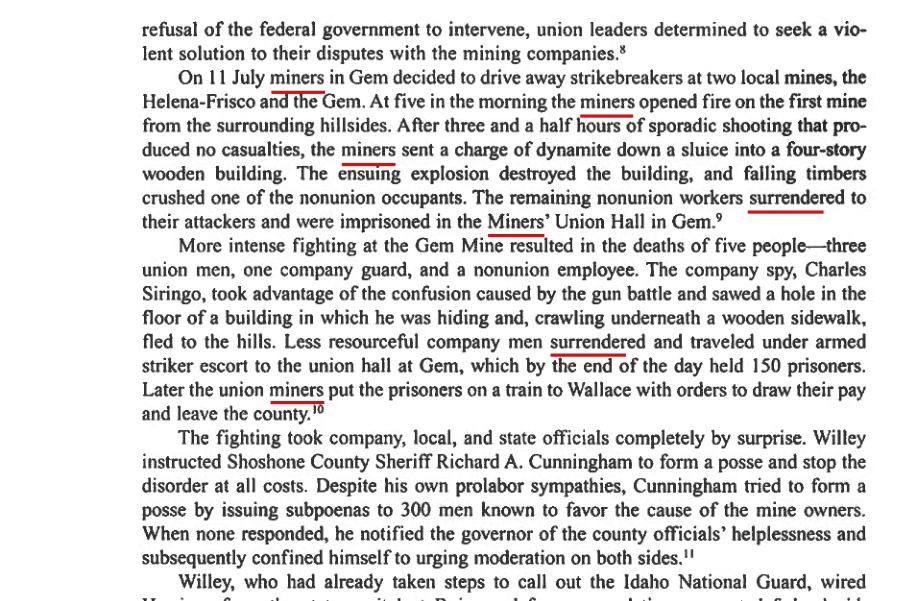 refusal of the federal government to intervene, union leaders determined to seek a vio-
lent solution to their disputes with the mining companies.⁸
On 11 July miners in Gem decided to drive away strikebreakers at two local mines, the
Helena-Frisco and the Gem. At five in the morning the miners opened fire on the first mine
from the surrounding hillsides. After three and a half hours of sporadic shooting that pro-
duced no casualties, the miners sent a charge of dynamite down a sluice into a four-story
wooden building. The ensuing explosion destroyed the building, and falling timbers
crushed one of the nonunion occupants. The remaining nonunion workers surrendered to
their attackers and were imprisoned in the Miners’ Union Hall in Gem.⁹
More intense fighting at the Gem Mine resulted in the deaths of five people—three
union men, one company guard, and a nonunion employee. The company spy, Charles
Siringo, took advantage of the confusion caused by the gun battle and sawed a hole in the
floor of a building in which he was hiding and, crawling underneath a wooden sidewalk,
fled to the hills. Less resourceful company men surrendered and traveled under armed
striker escort to the union hall at Gem, which by the end of the day held 150 prisoners.
Later the union miners put the prisoners on a train to Wallace with orders to draw their pay
and leave the county.¹⁰
The fighting took company, local, and state officials completely by surprise. Willey
instructed Shoshone County Sheriff Richard A. Cunningham to form a posse and stop the
disorder at all costs. Despite his own prolabor sympathies, Cunningham tried to form a
posse by issuing subpoenas to 300 men known to favor the cause of the mine owners.
When none responded, he notified the governor of the county officials’ helplessness and
subsequently confined himself to urging moderation on both sides.¹¹
Willey, who had already taken steps to call out the Idaho National Guard, wired